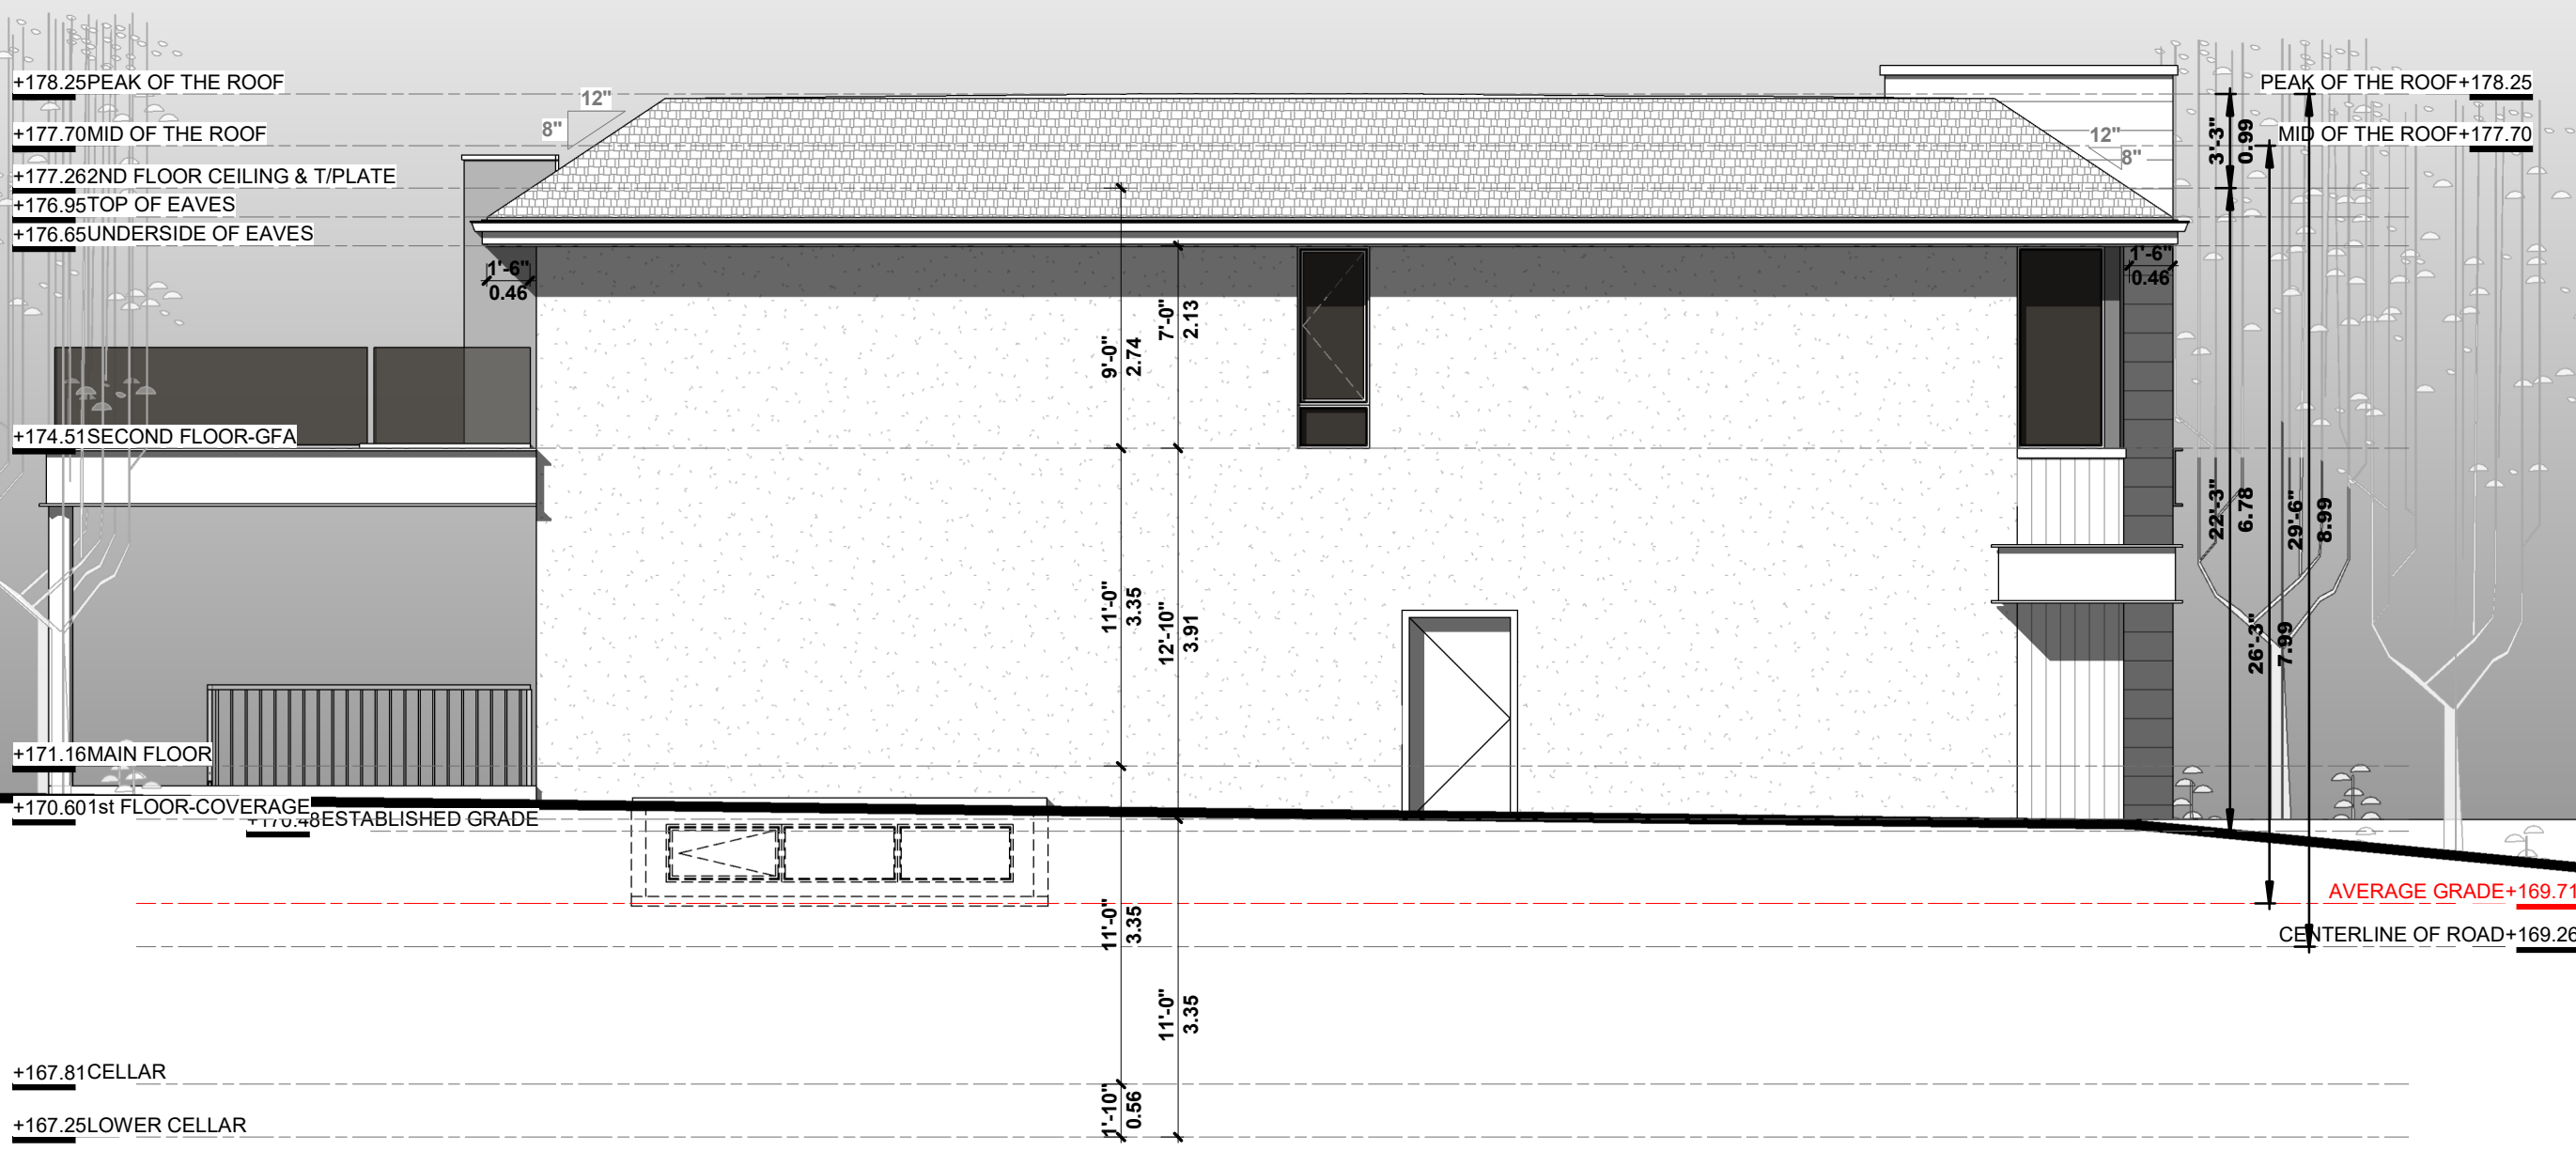 +178.25PEAK OF THE ROOF
PEAK OF THE ROOF+178.25
12"
8"
+177.70MID OF THE ROOF
MID OF THE ROOF+177.70
12"
8"
3'-3"
0.99
+177.262ND FLOOR CEILING & T/PLATE
+176.95TOP OF EAVES
+176.65UNDERSIDE OF EAVES
1'-6"
0.46
1'-6"
0.46
9'-0"
2.74
7'-0"
2.13
+174.51SECOND FLOOR-GFA
22'-3"
6.78
29'-6"
8.99
11'-0"
3.35
12'-10"
3.91
26'-3"
7.99
+171.16MAIN FLOOR
+170.601st FLOOR-COVERAGE
+170.48ESTABLISHED GRADE
AVERAGE GRADE+169.71
CENTERLINE OF ROAD+169.26
11'-0"
3.35
11'-0"
3.35
+167.81CELLAR
1'-10"
0.56
+167.25LOWER CELLAR